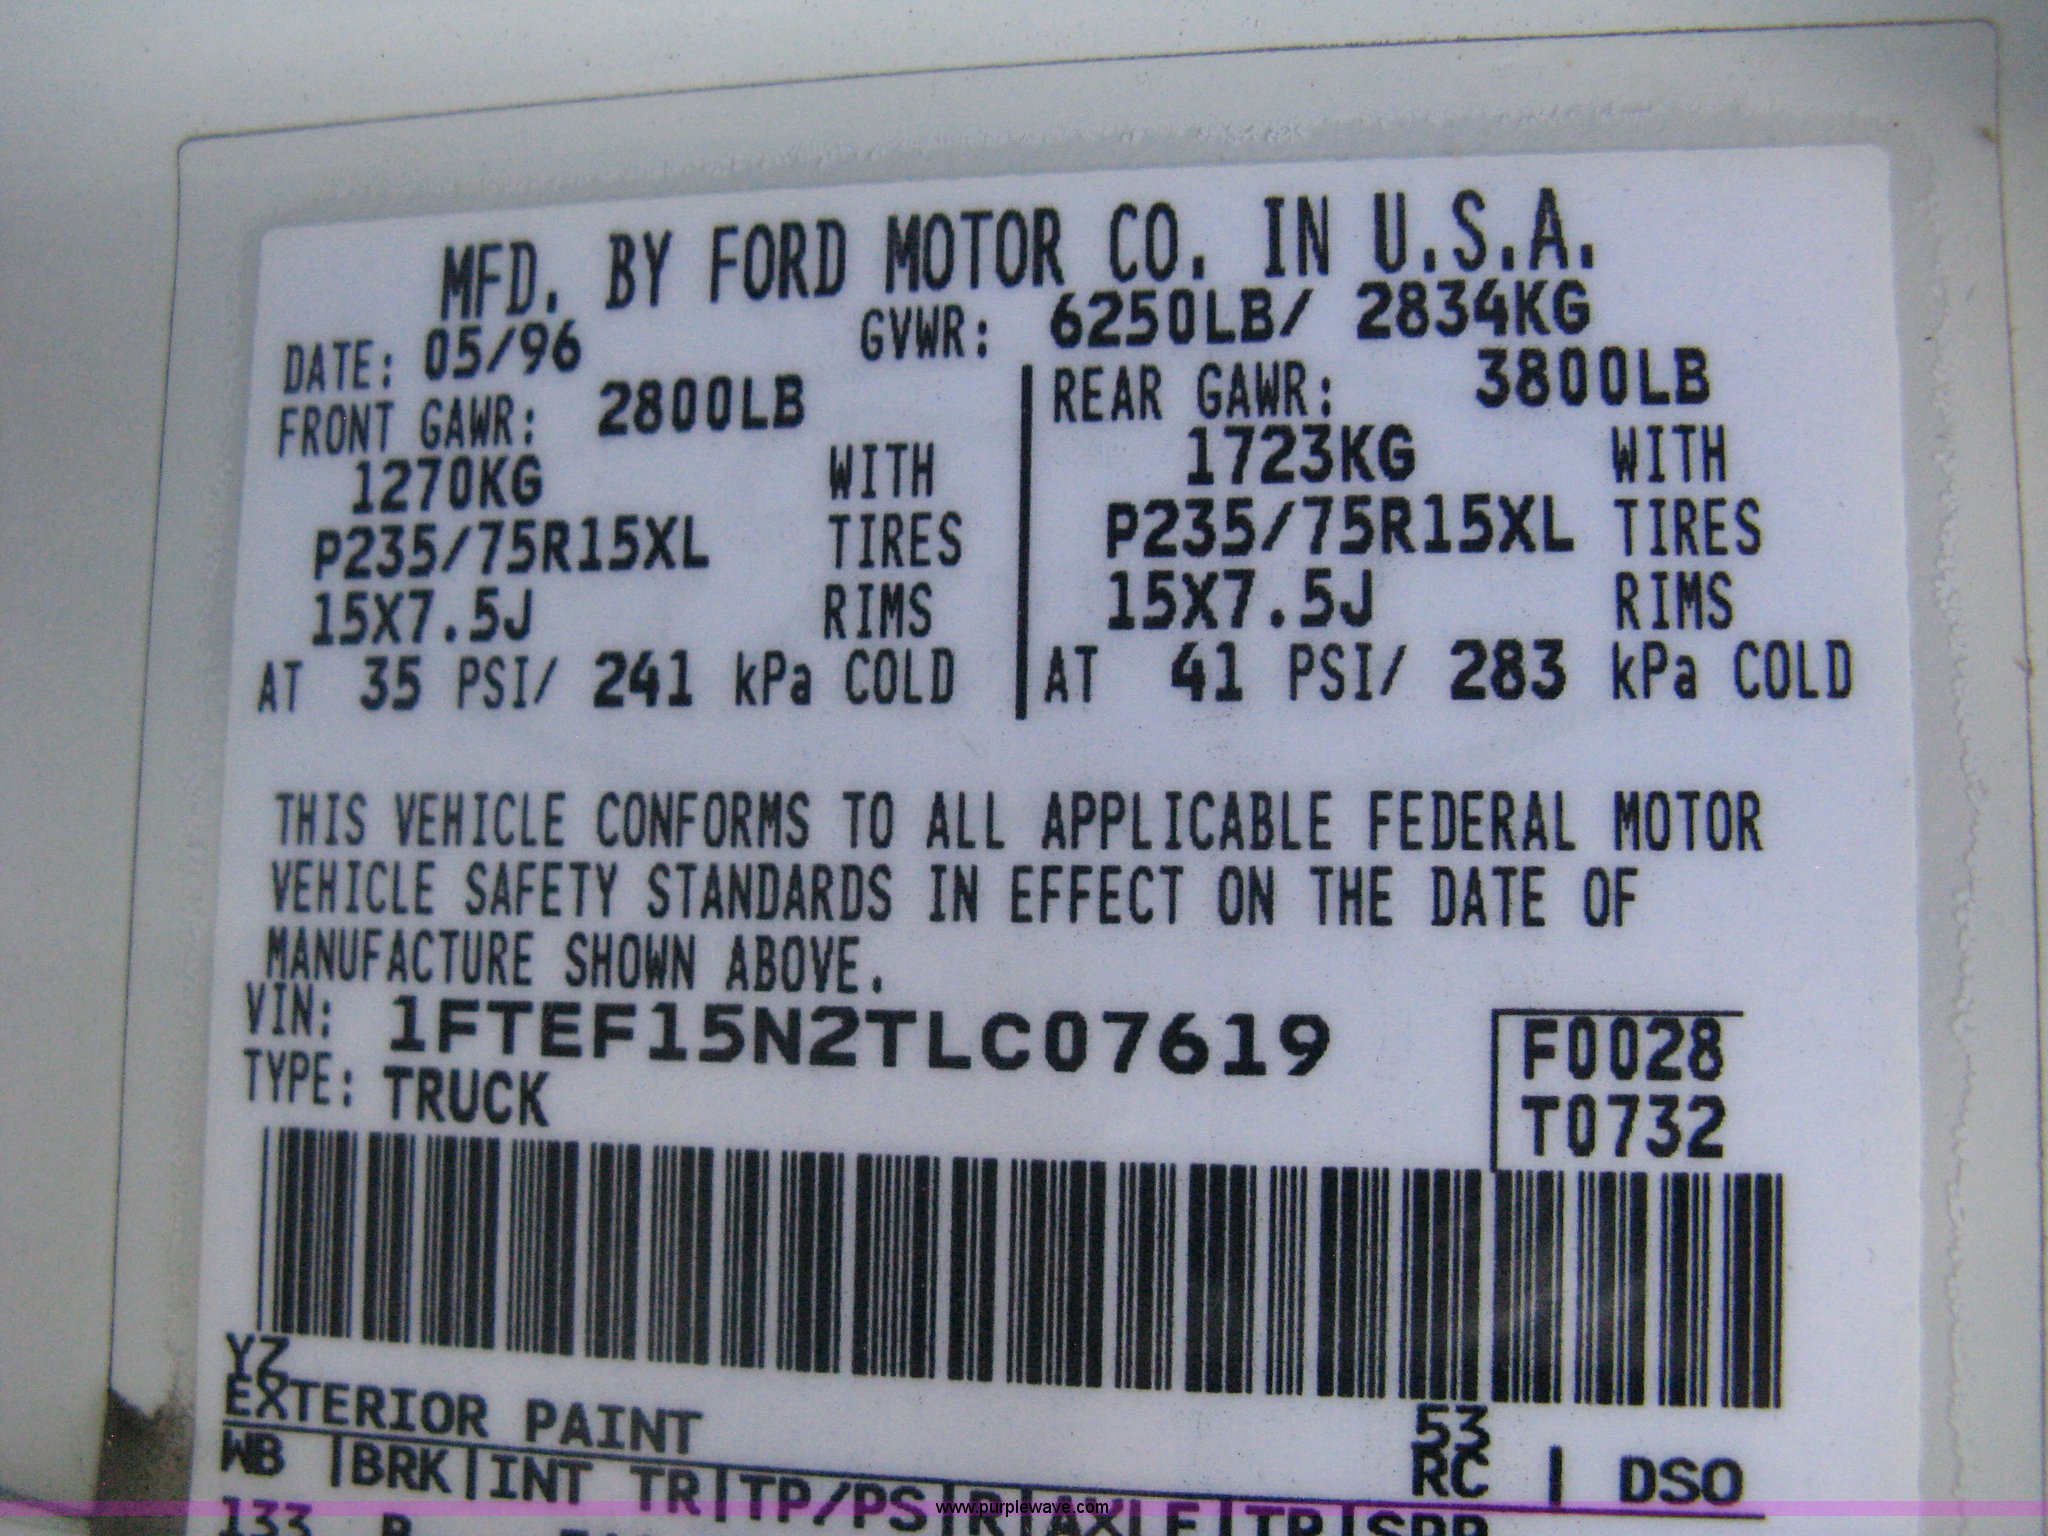 MFD. BY FORD MOTOR CO. IN U.S.A.
DATE: 05/96 GVWR: 6250LB/ 2834KG
FRONT GAWR: 2800LB REAR GAWR: 3800LB
1270KG WITH 1723KG WITH
P235/75R15XL TIRES P235/75R15XL TIRES
15X7.5J RIMS 15X7.5J RIMS
AT 35 PSI/ 241 kPa COLD AT 41 PSI/ 283 kPa COLD
THIS VEHICLE CONFORMS TO ALL APPLICABLE FEDERAL MOTOR
VEHICLE SAFETY STANDARDS IN EFFECT ON THE DATE OF
MANUFACTURE SHOWN ABOVE.
VIN: 1FTEF15N2TLC07619 F0028
TYPE: TRUCK T0732
YZ
EXTERIOR PAINT 53
WB |BRK|INT TR|TP/PS|R|AXLE|TR|SPR RC | DSO
133
www.purplewave.com